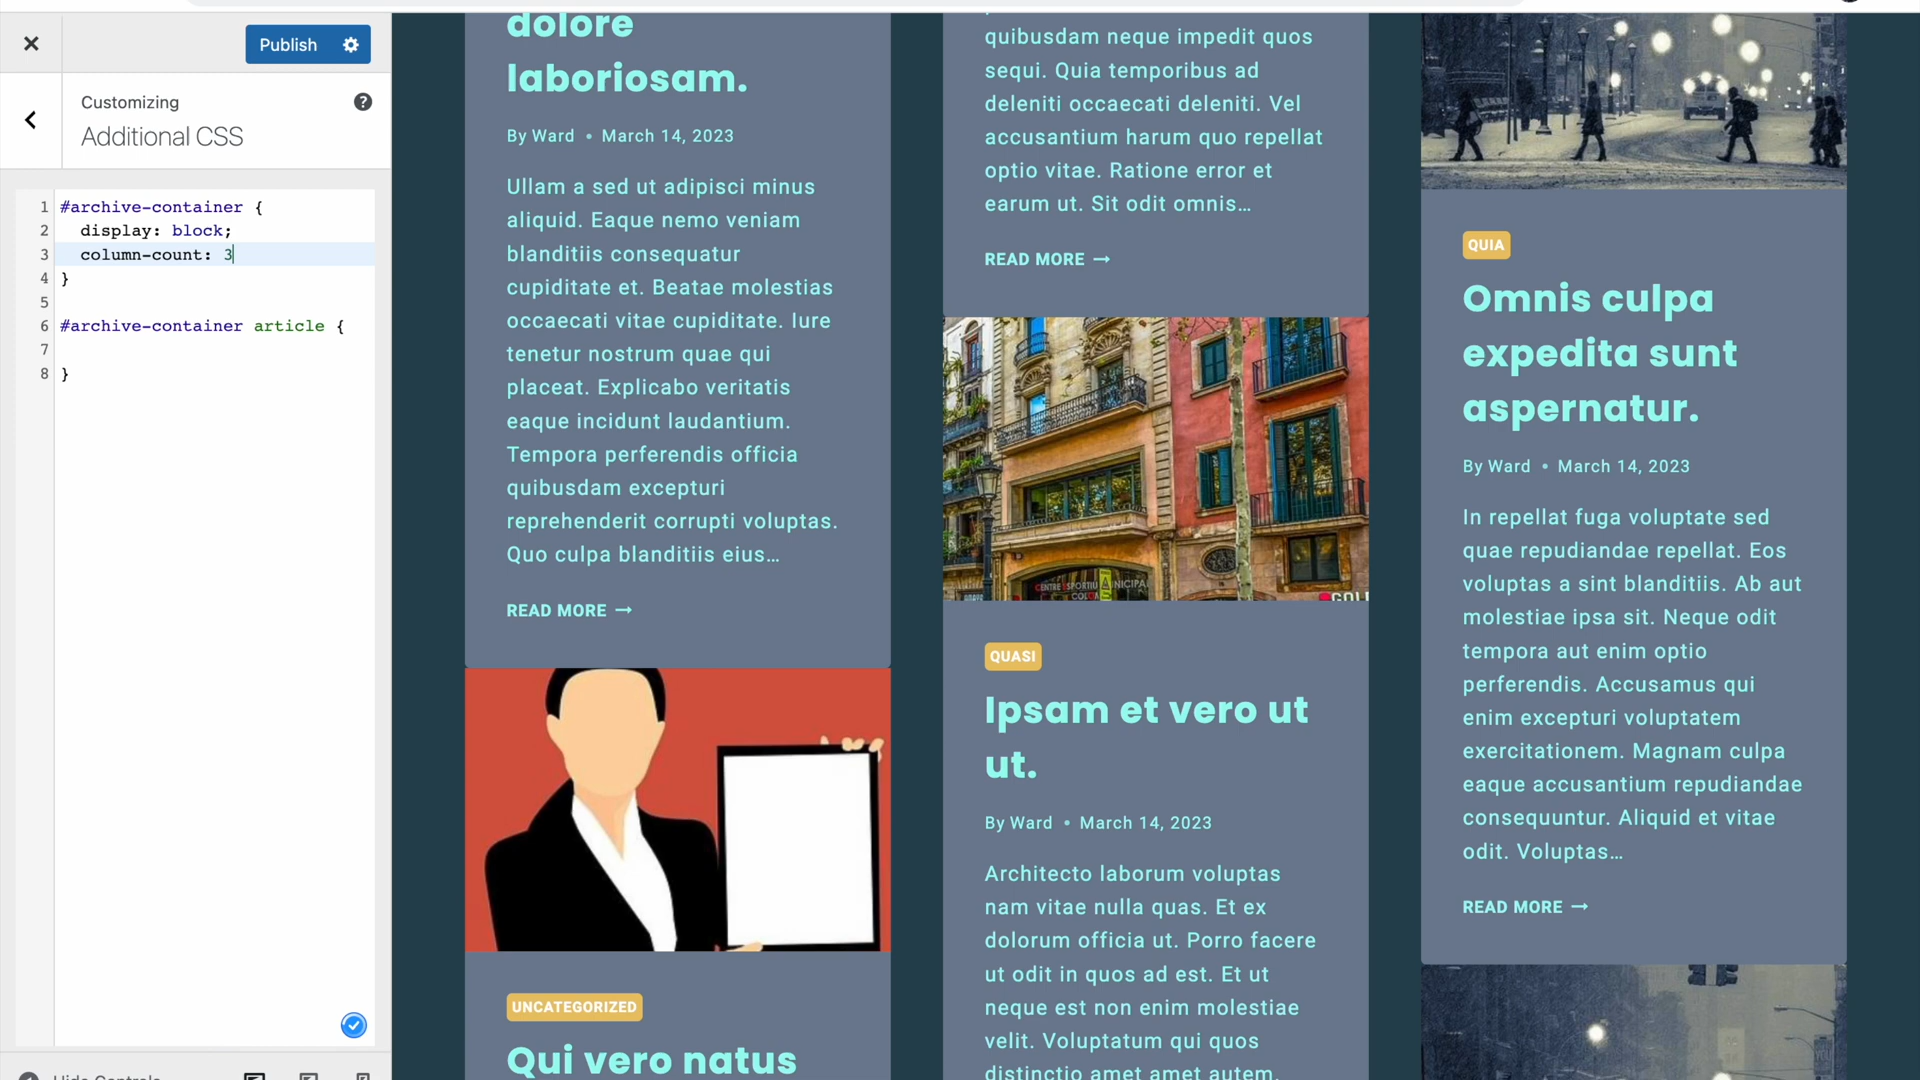 Publish
Customizing
Additional CSS
1 #archive-container {
2 display: block;
3 column-count: 3
4 }
5
6 #archive-container article {
7
8 }
dolore
laboriosam.
By Ward • March 14, 2023
Ullam a sed ut adipisci minus
aliquid. Eaque nemo veniam
blanditiis consequatur
cupiditate et. Beatae molestias
occaecati vitae cupiditate. Iure
tenetur nostrum quae qui
placeat. Explicabo veritatis
eaque incidunt laudantium.
Tempora perferendis officia
quibusdam excepturi
reprehenderit corrupti voluptas.
Quo culpa blanditiis eius...
READ MORE →
UNCATEGORIZED
Qui vero natus
quibusdam neque impedit quos
sequi. Quia temporibus ad
deleniti occaecati deleniti. Vel
accusantium harum quo repellat
optio vitae. Ratione error et
earum ut. Sit odit omnis...
READ MORE →
QUASI
Ipsam et vero ut
ut.
By Ward • March 14, 2023
Architecto laborum voluptas
nam vitae nulla quas. Et ex
dolorum officia ut. Porro facere
ut odit in quos ad est. Et ut
neque est non enim molestiae
velit. Voluptatum qui quos
distinctio amet amet autem.
QUIA
Omnis culpa
expedita sunt
aspernatur.
By Ward • March 14, 2023
In repellat fuga voluptate sed
quae repudiandae repellat. Eos
voluptas a sint blanditiis. Ab aut
molestiae ipsa sit. Neque odit
tempora aut enim optio
perferendis. Accusamus qui
enim excepturi voluptatem
exercitationem. Magnam culpa
eaque accusantium repudiandae
consequuntur. Aliquid et vitae
odit. Voluptas...
READ MORE →
Hide Controls